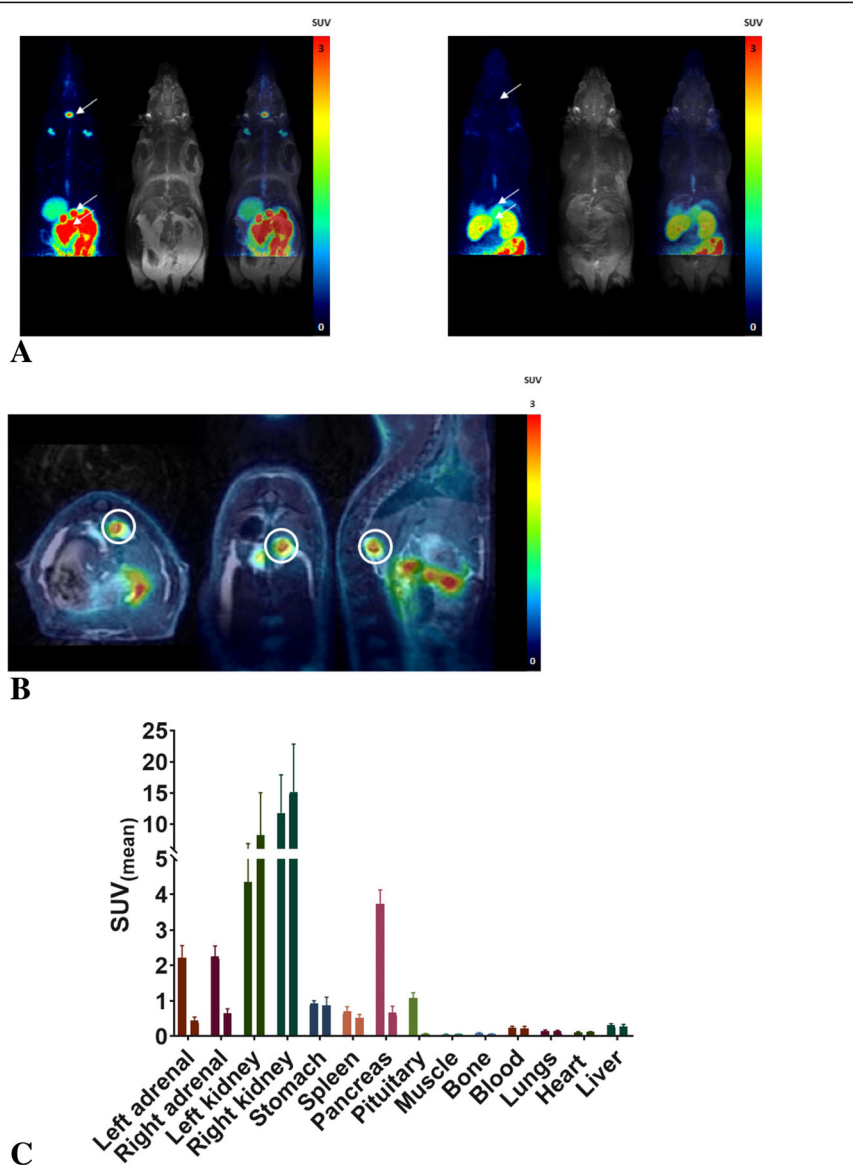 SUV
SUV
3
3
0
0
A
SUV
3
0
B
25
20
15
10
5
4
3
2
1
0
SUV(mean)
Left adrenal
Right adrenal
Left kidney
Right kidney
Stomach
Spleen
Pancreas
Pituitary
Muscle
Bone
Blood
Lungs
Heart
Liver
C